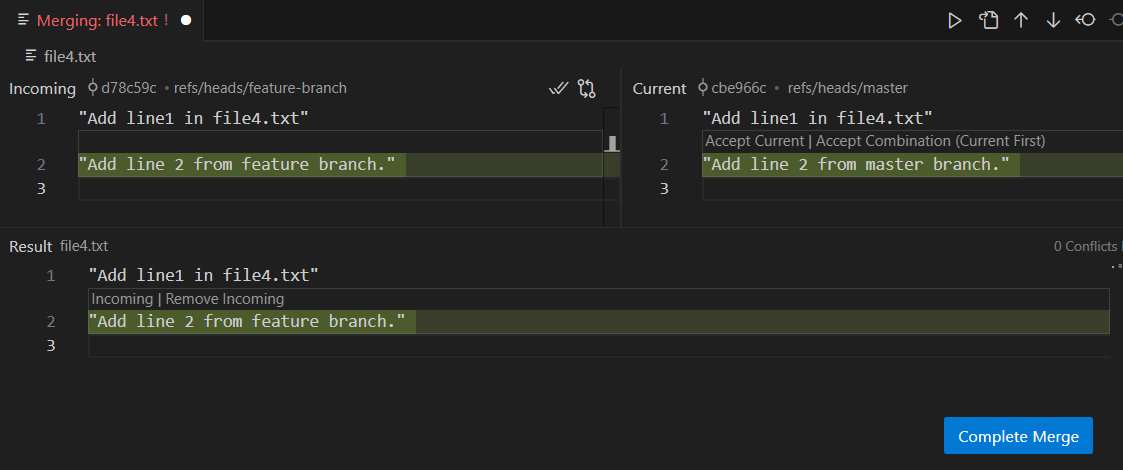 Merging: file4.txt !
file4.txt
Incoming d78c59c • refs/heads/feature-branch
1 "Add line1 in file4.txt"
2 "Add line 2 from feature branch."
3
Current cbe966c • refs/heads/master
1 "Add line1 in file4.txt"
Accept Current | Accept Combination (Current First)
2 "Add line 2 from master branch."
3
Result file4.txt
0 Conflicts
1 "Add line1 in file4.txt"
Incoming | Remove Incoming
2 "Add line 2 from feature branch."
3
Complete Merge